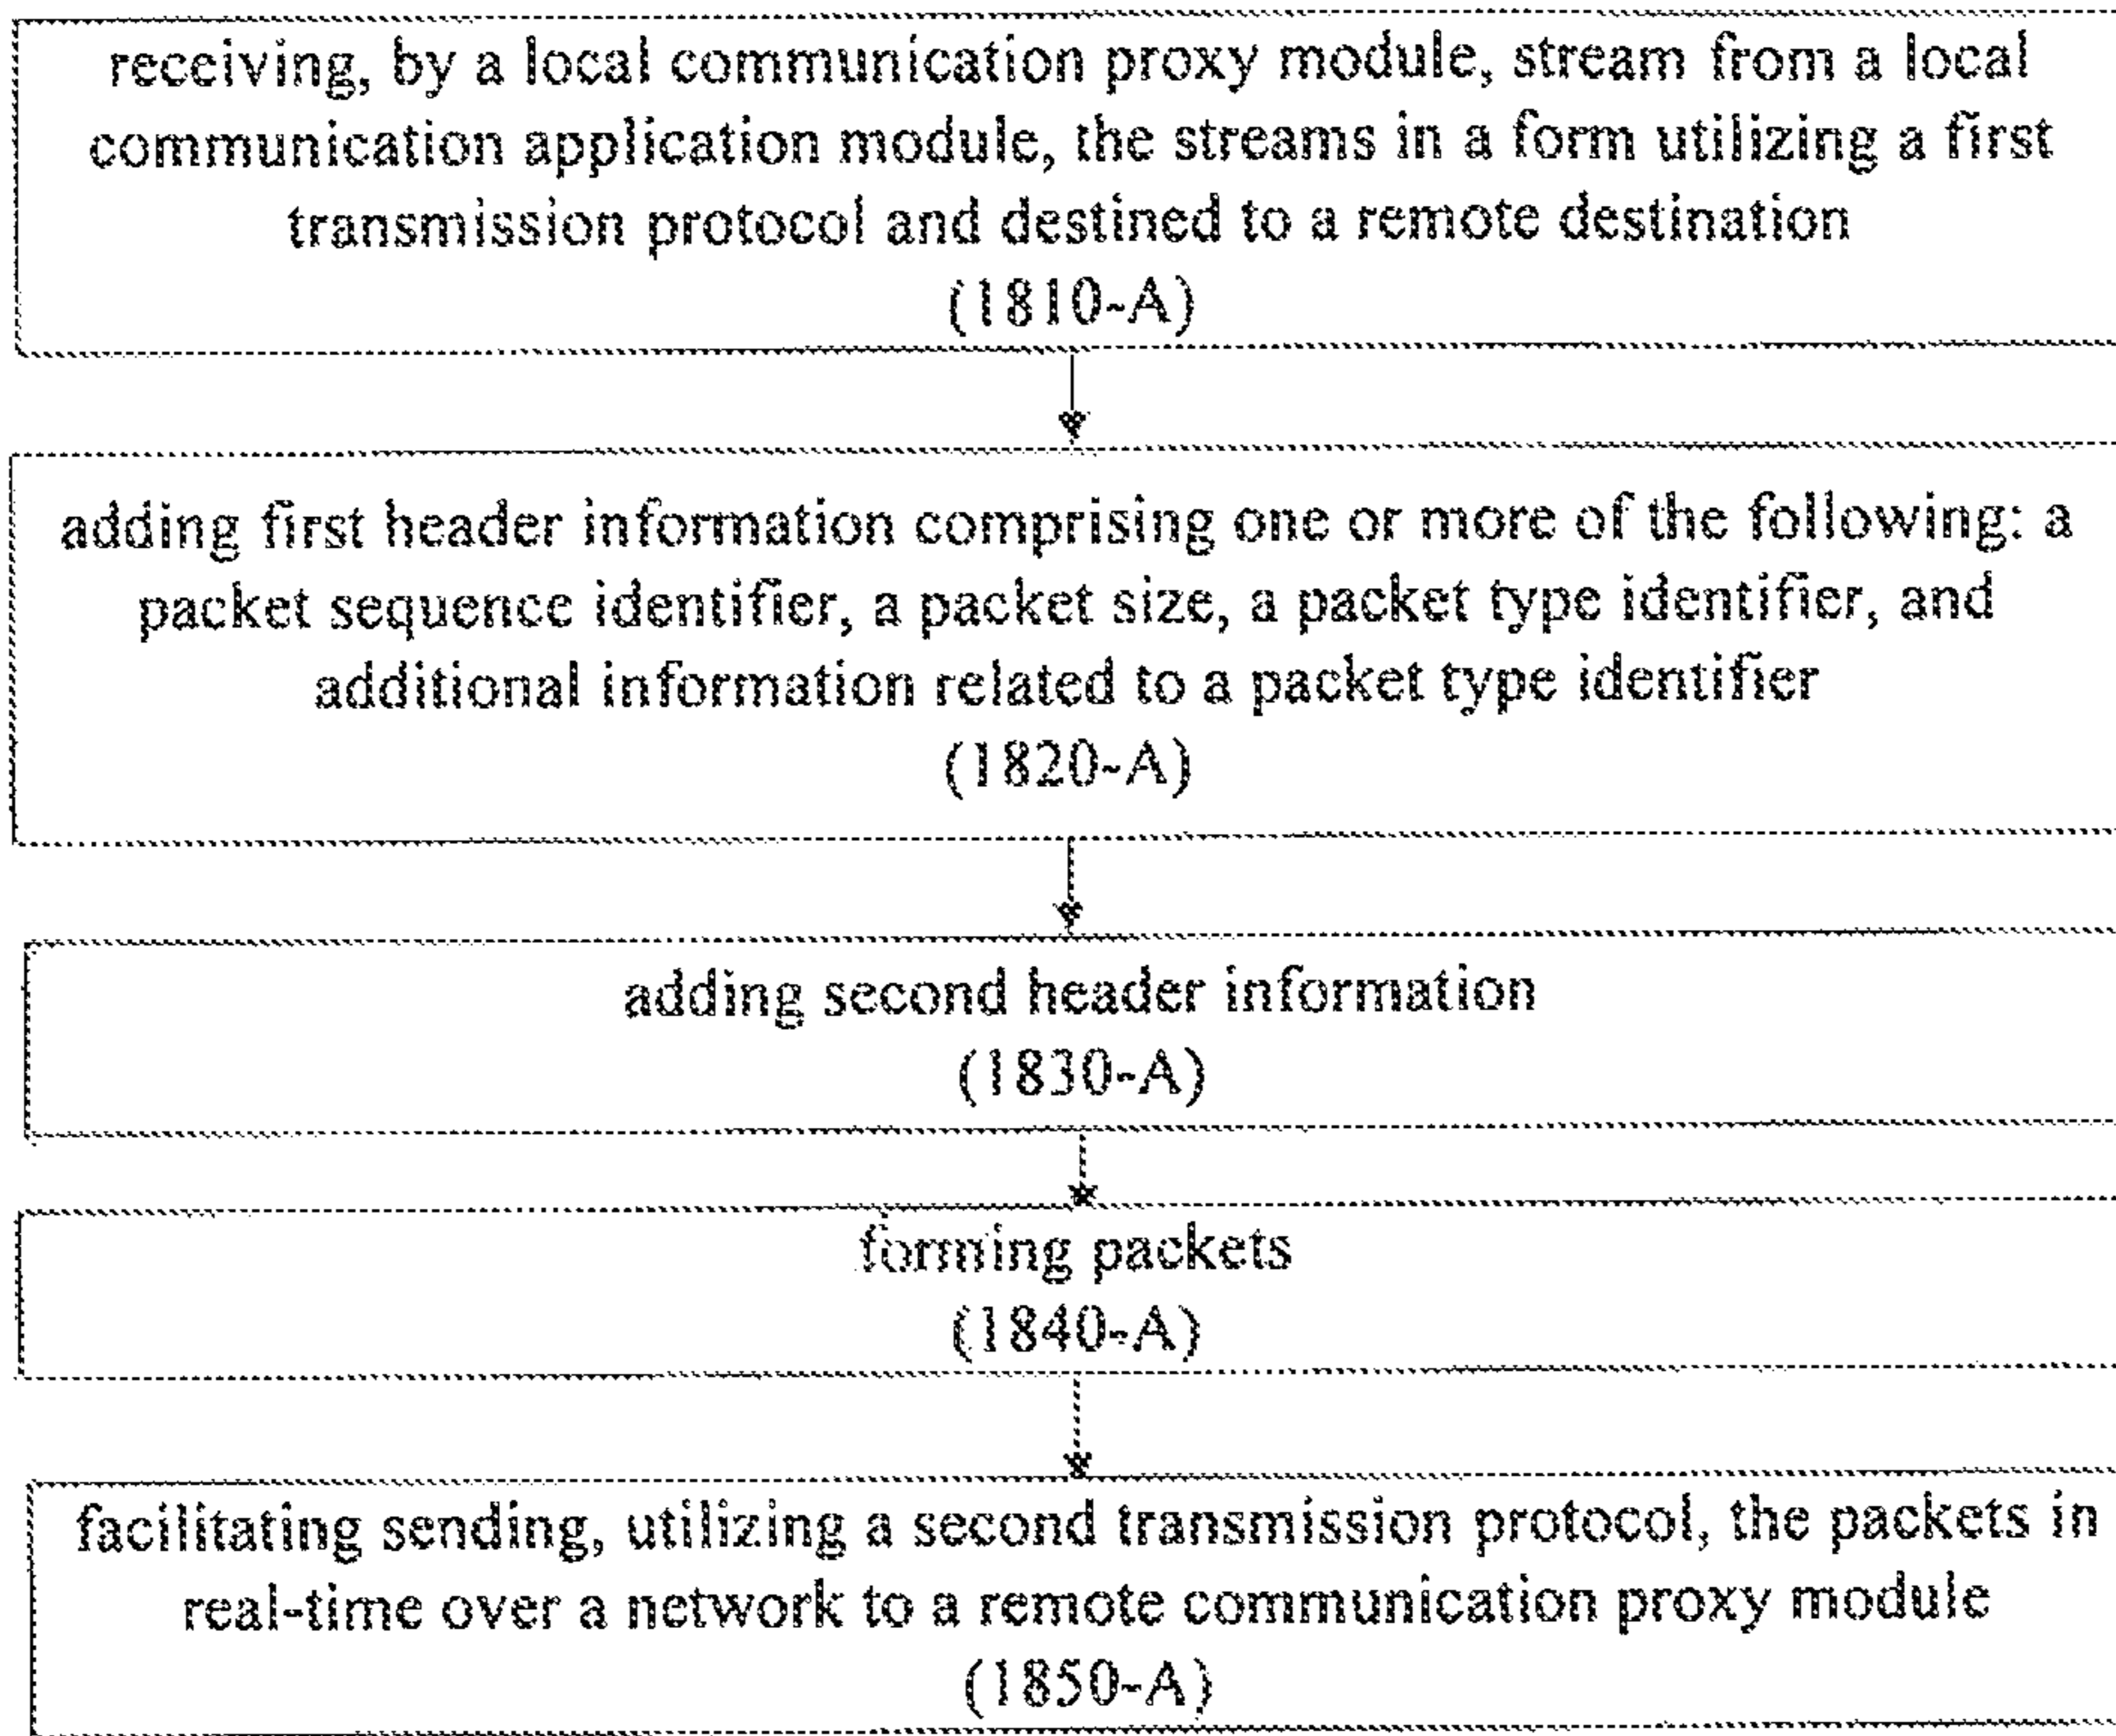 receiving, by a local communication proxy module, stream from a local
communication application module, the streams in a form utilizing a first
transmission protocol and destined to a remote destination
(1810-A)
adding first header information comprising one or more of the following: a
packet sequence identifier, a packet size, a packet type identifier, and
additional information related to a packet type identifier
(1820-A)
adding second header information
(1830-A)
forming packets
(1840-A)
facilitating sending, utilizing a second transmission protocol, the packets in
real-time over a network to a remote communication proxy module
(1850-A)